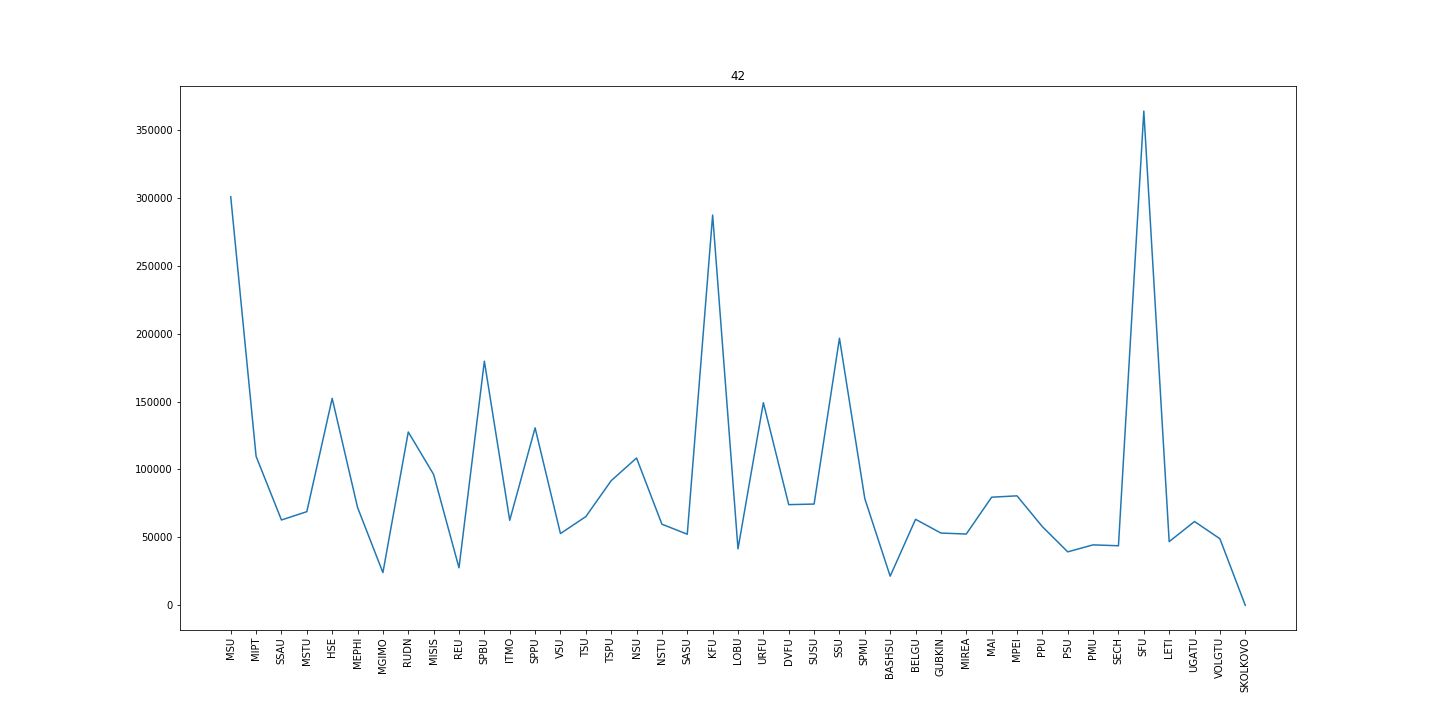 42
350000
300000
250000
200000
150000
100000
50000
0
MSU
MIPT
SSAU
MSTU
HSE
MEPHI
MGIMO
RUDN
MISIS
REU
SPBU
ITMO
SPPU
VSU
TSU
TSPU
NSU
NSTU
SASU
KFU
LOBU
URFU
DVFU
SUSU
SSU
SPMU
BASHSU
BELGU
GUBKIN
MIREA
MAI
MPEI
PPU
PSU
PMU
SECH
SFU
LETI
UGATU
VOLGTU
SKOLKOVO